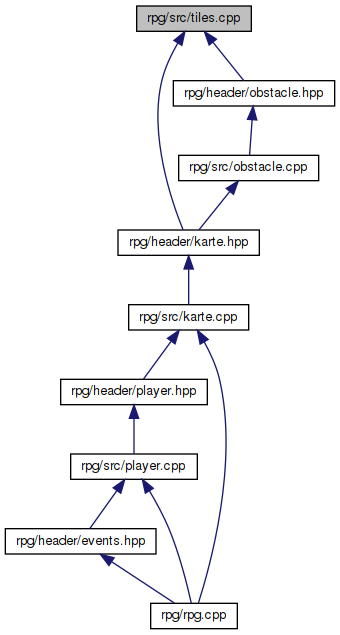 rpg/src/tiles.cpp
rpg/header/obstacle.hpp
rpg/src/obstacle.cpp
rpg/header/karte.hpp
rpg/src/karte.cpp
rpg/header/player.hpp
rpg/src/player.cpp
rpg/header/events.hpp
rpg/rpg.cpp